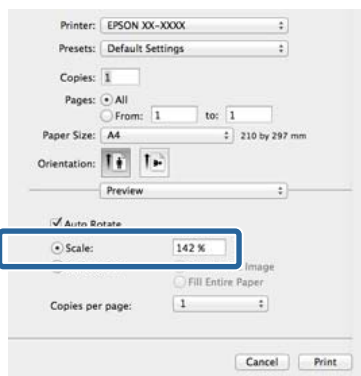 Printer: EPSON XX-XXXX
Presets: Default Settings
Copies: 1
Pages: All
From: 1 to: 1
Paper Size: A4 210 by 297 mm
Orientation:
Preview
Auto Rotate
Scale: 142 %
Image
Fill Entire Paper
Copies per page: 1
Cancel Print